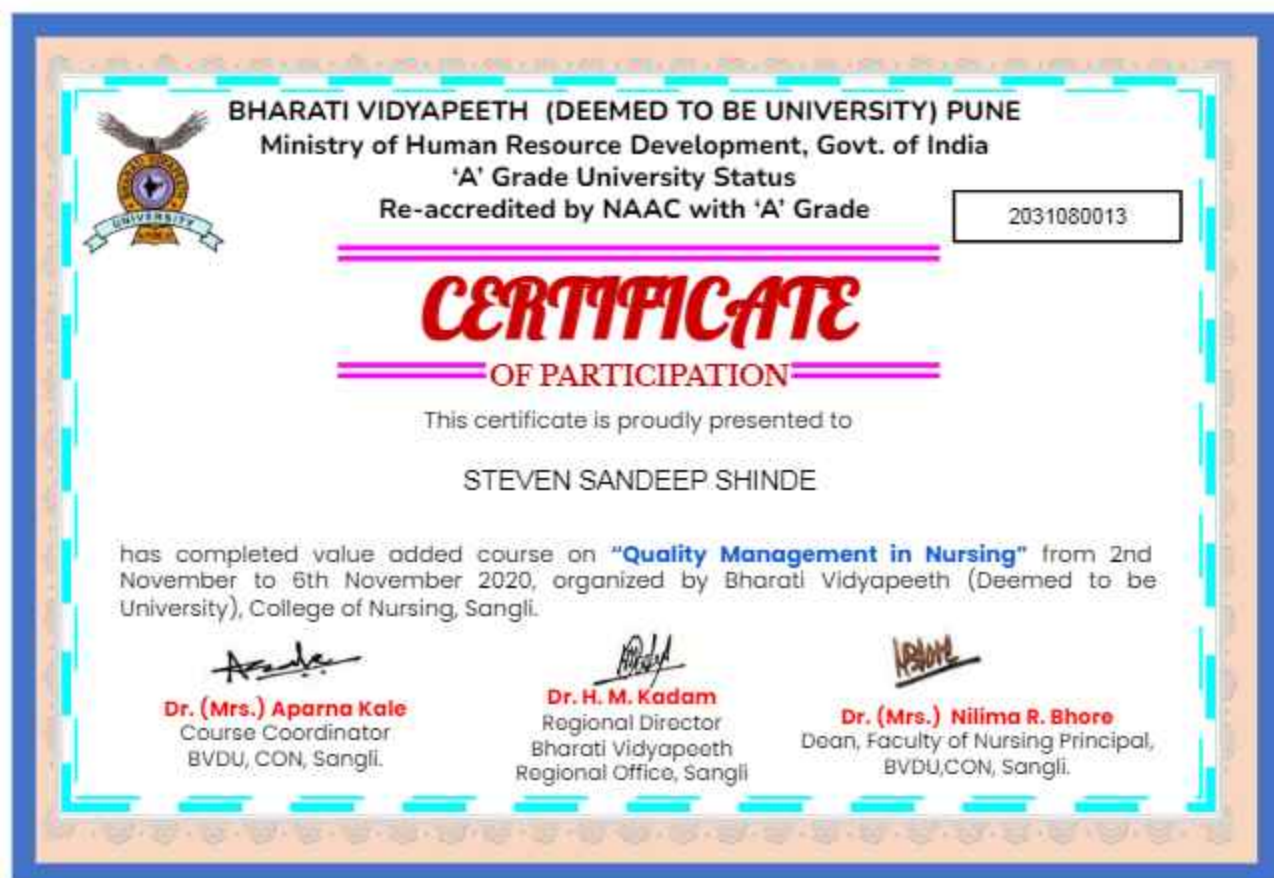 BHARATI VIDYAPEETH (DEEMED TO BE UNIVERSITY) PUNE
Ministry of Human Resource Development, Govt. of India
‘A’ Grade University Status
Re-accredited by NAAC with ‘A’ Grade
2031080013
BHARATI VIDYAPEETH
UNIVERSITY
CERTIFICATE
OF PARTICIPATION
This certificate is proudly presented to
STEVEN SANDEEP SHINDE
has completed value added course on “Quality Management in Nursing” from 2nd
November to 6th November 2020, organized by Bharati Vidyapeeth (Deemed to be
University), College of Nursing, Sangli.
Dr. (Mrs.) Aparna Kale
Course Coordinator
BVDU, CON, Sangli.
Dr. H. M. Kadam
Regional Director
Bharati Vidyapeeth
Regional Office, Sangli
Dr. (Mrs.) Nilima R. Bhore
Dean, Faculty of Nursing Principal,
BVDU,CON, Sangli.